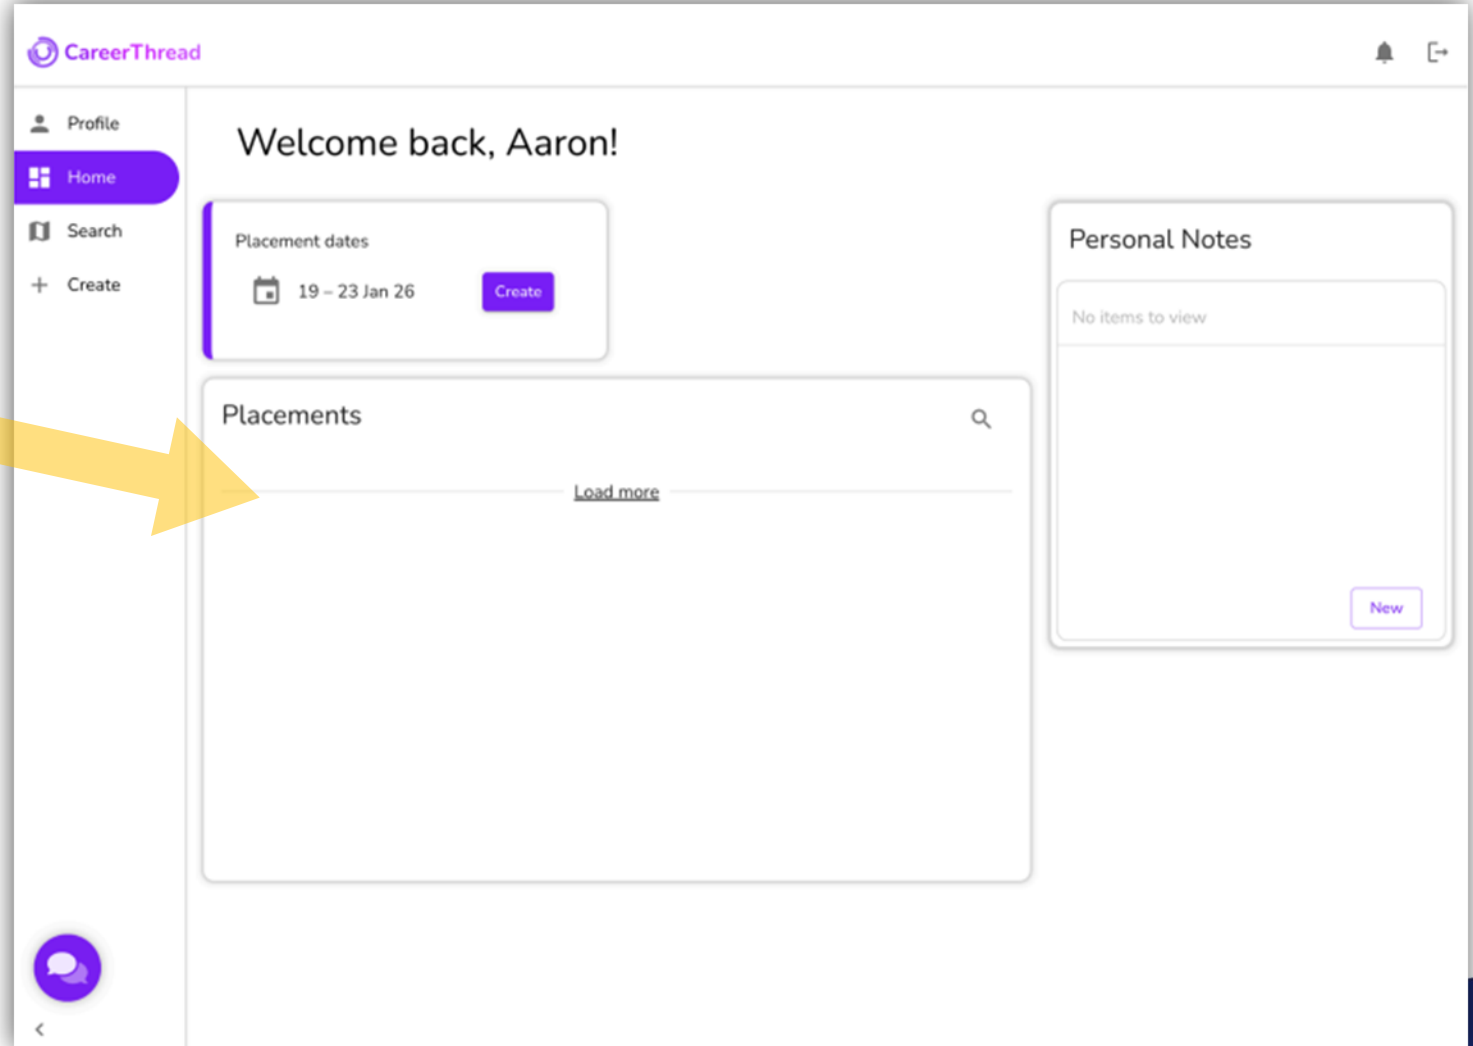 CareerThread
Profile
Home
Search
Create
Welcome back, Aaron!
Placement dates
19 – 23 Jan 26
Create
Personal Notes
No items to view
New
Placements
Load more